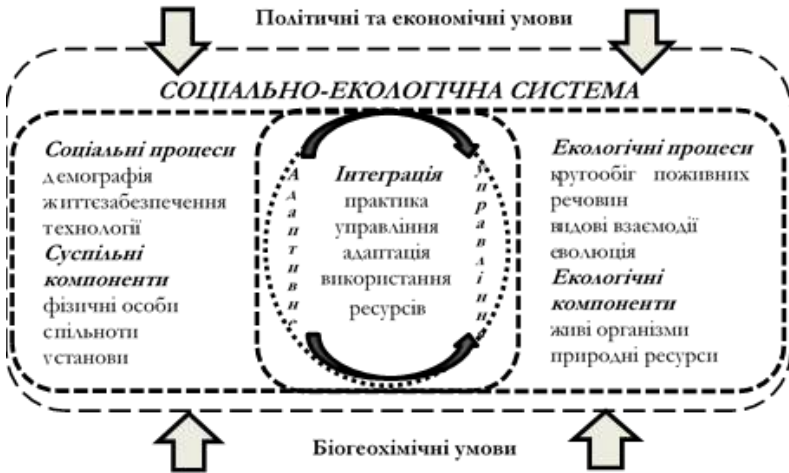 Політичні та економічні умови
СОЦІАЛЬНО-ЕКОЛОГІЧНА СИСТЕМА
Соціальні процеси
демографія
життєзабезпечення
технології
Суспільні
компоненти
фізичні особи
спільноти
установи
Адаптивне
Інтеграція
практика
управління
адаптація
використання
ресурсів
управління
Екологічні процеси
кругообіг поживних
речовин
видові взаємодії
еволюція
Екологічні
компоненти
живі організми
природні ресурси
Біогеохімічні умови